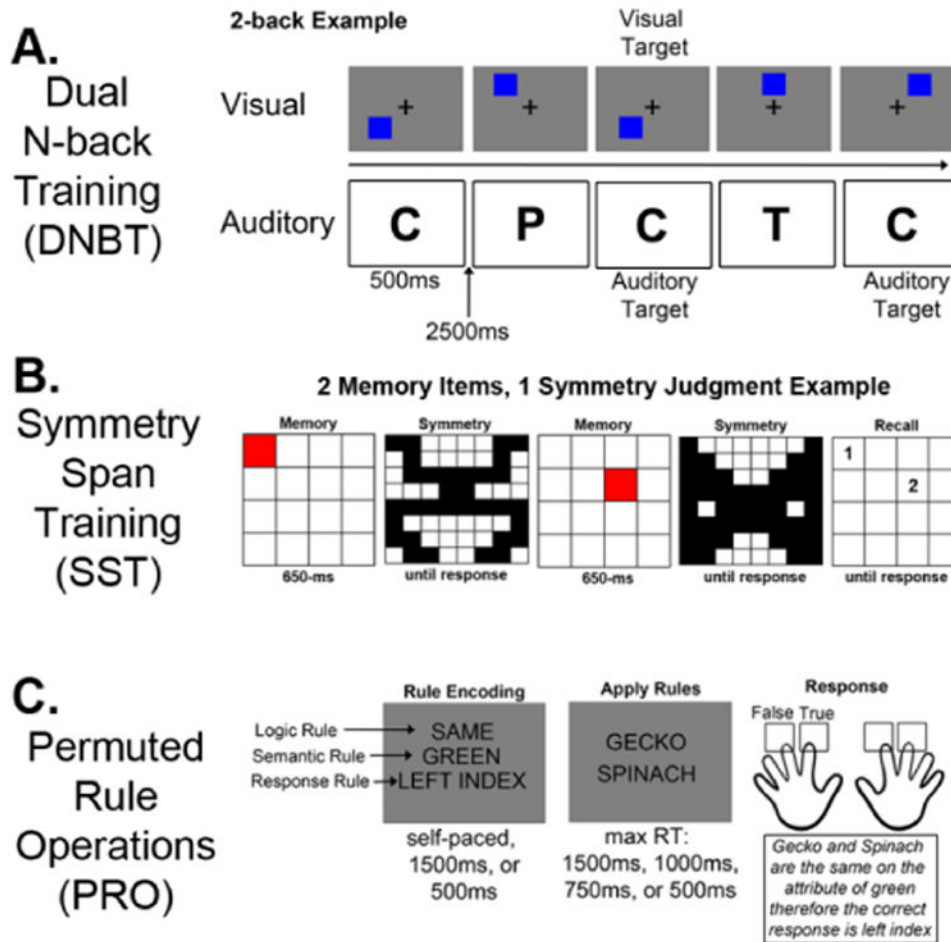 A.
Dual
N-back
Training
(DNBT)
2-back Example
Visual
Target
Visual
Auditory
C P C T C
500ms
2500ms
Auditory
Target
Auditory
Target
B.
Symmetry
Span
Training
(SST)
2 Memory Items, 1 Symmetry Judgment Example
Memory Symmetry Memory Symmetry Recall
1
2
650-ms until response 650-ms until response until response
C.
Permuted
Rule
Operations
(PRO)
Rule Encoding
Logic Rule
Semantic Rule
Response Rule
SAME
GREEN
LEFT INDEX
self-paced,
1500ms, or
500ms
Apply Rules
GECKO
SPINACH
max RT:
1500ms, 1000ms,
750ms, or 500ms
Response
False True
Gecko and Spinach
are the same on the
attribute of green
therefore the correct
response is left index